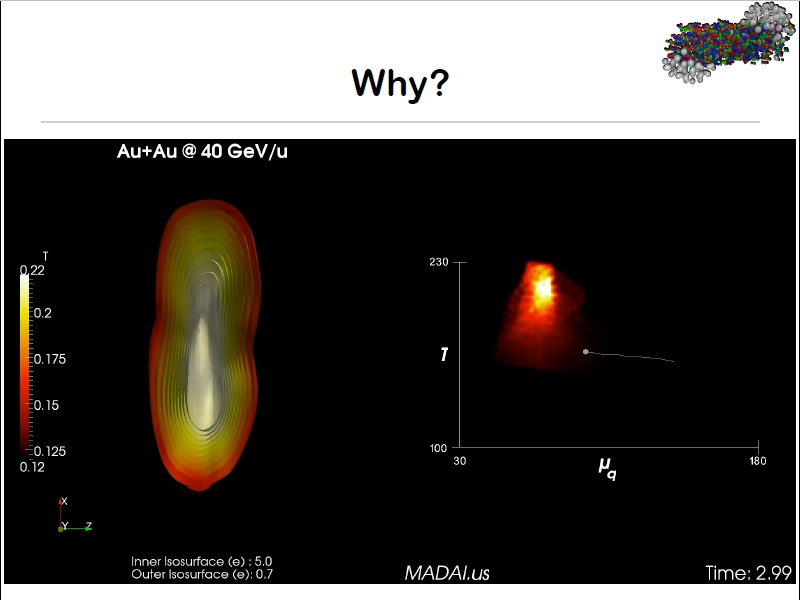 Why?
Au+Au @ 40 GeV/u
T
0.22
0.2
0.175
0.15
0.125
0.12
X
Y
Z
Inner Isosurface (e) : 5.0
Outer Isosurface (e): 0.7
230
T
100
30
μq
180
MADAI.us
Time: 2.99